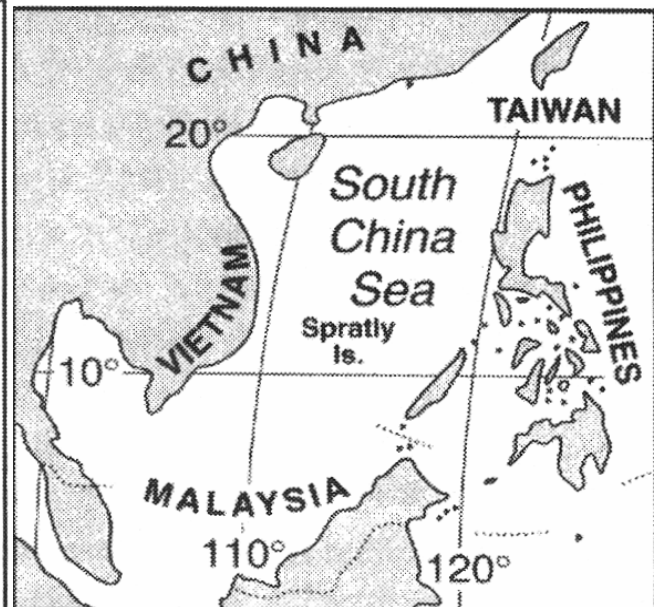 CHINA
TAIWAN
20°
South
China
Sea
PHILIPPINES
VIETNAM
Spratly
Is.
10°
MALAYSIA
110°
120°